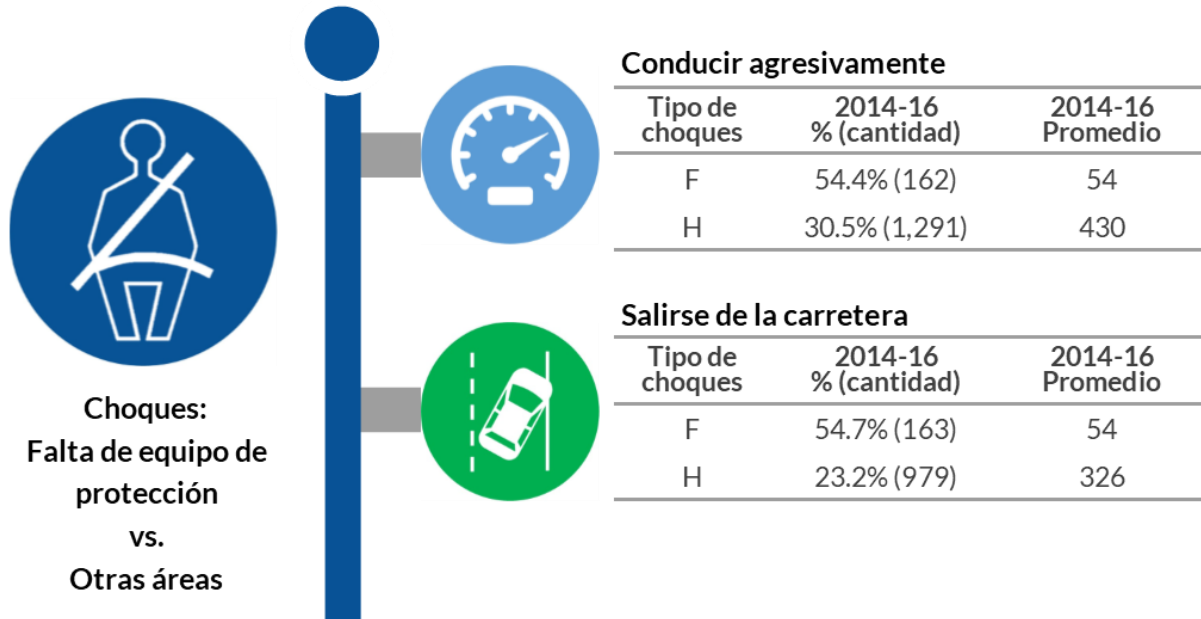 Choques:
Falta de equipo de
protección
vs.
Otras áreas
Conducir agresivamente
Tipo de choques 2014-16 % (cantidad) 2014-16 Promedio
F 54.4% (162) 54
H 30.5% (1,291) 430
Salirse de la carretera
Tipo de choques 2014-16 % (cantidad) 2014-16 Promedio
F 54.7% (163) 54
H 23.2% (979) 326